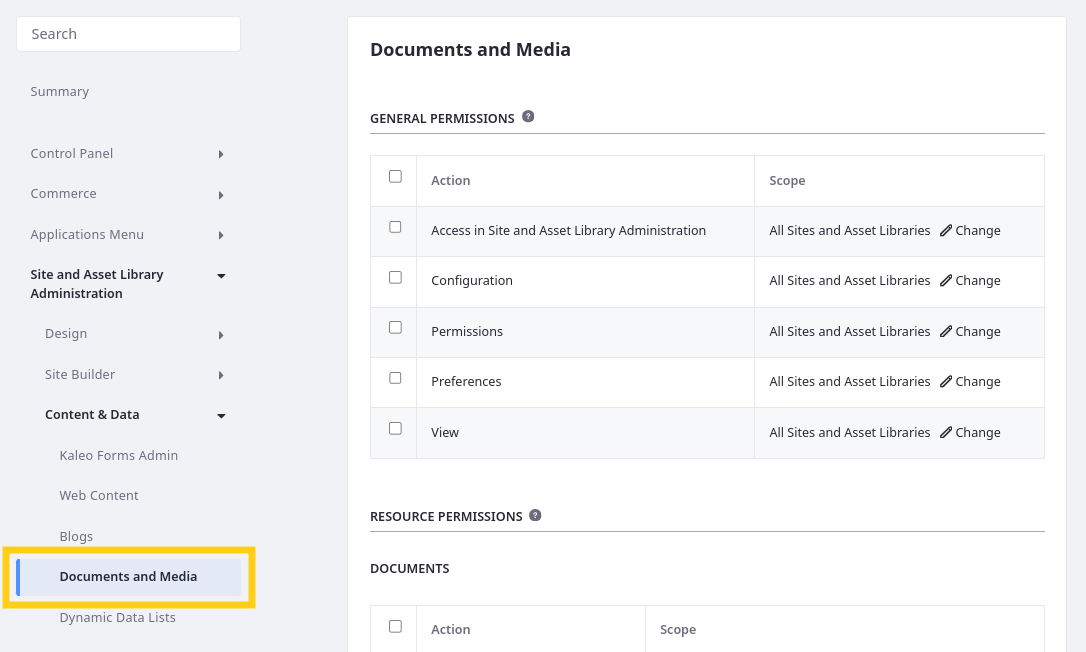 Search
Summary
Control Panel
Commerce
Applications Menu
Site and Asset Library
Administration
Design
Site Builder
Content & Data
Kaleo Forms Admin
Web Content
Blogs
Documents and Media
Dynamic Data Lists
Documents and Media
GENERAL PERMISSIONS ?
Action Scope
Access in Site and Asset Library Administration All Sites and Asset Libraries Change
Configuration All Sites and Asset Libraries Change
Permissions All Sites and Asset Libraries Change
Preferences All Sites and Asset Libraries Change
View All Sites and Asset Libraries Change
RESOURCE PERMISSIONS ?
DOCUMENTS
Action Scope